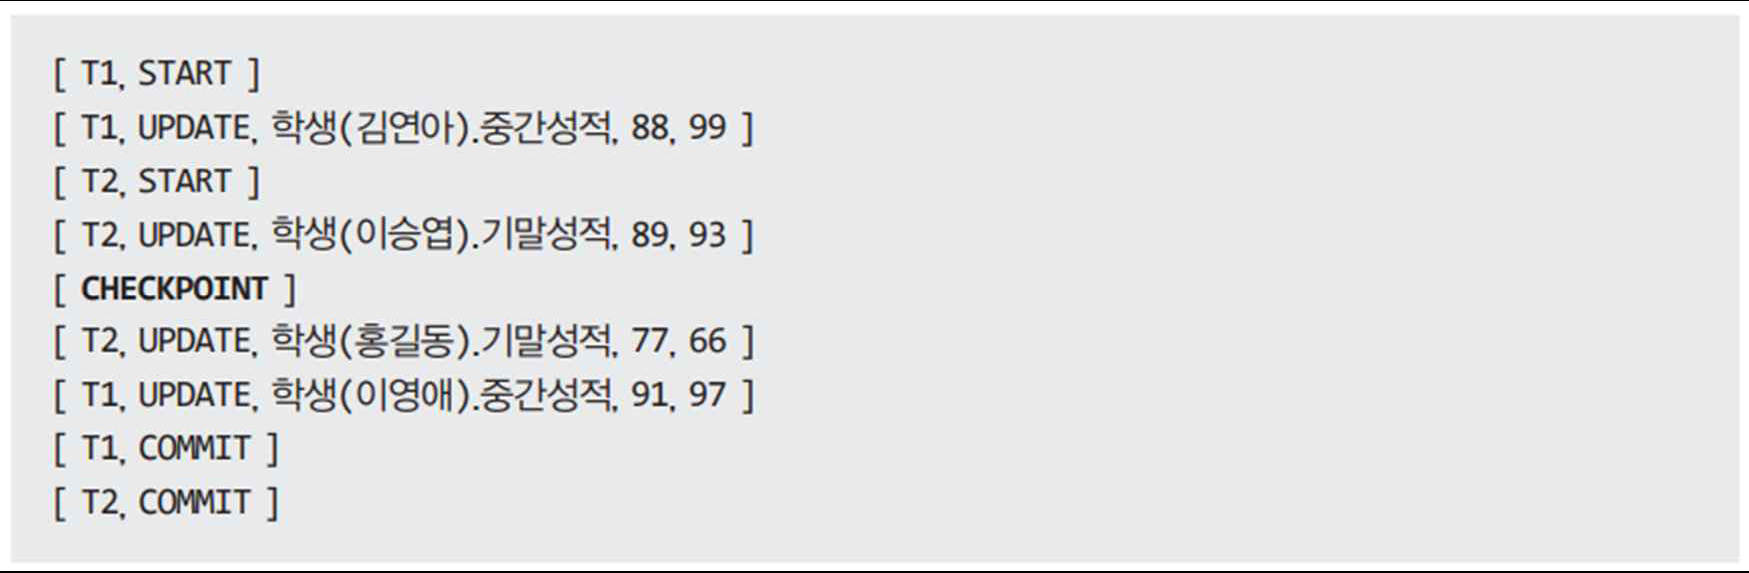 [ T1, START ]
[ T1, UPDATE, 학생(김연아).중간성적, 88, 99 ]
[ T2, START ]
[ T2, UPDATE, 학생(이승엽).기말성적, 89, 93 ]
[ CHECKPOINT ]
[ T2, UPDATE, 학생(홍길동).기말성적, 77, 66 ]
[ T1, UPDATE, 학생(이영애).중간성적, 91, 97 ]
[ T1, COMMIT ]
[ T2, COMMIT ]